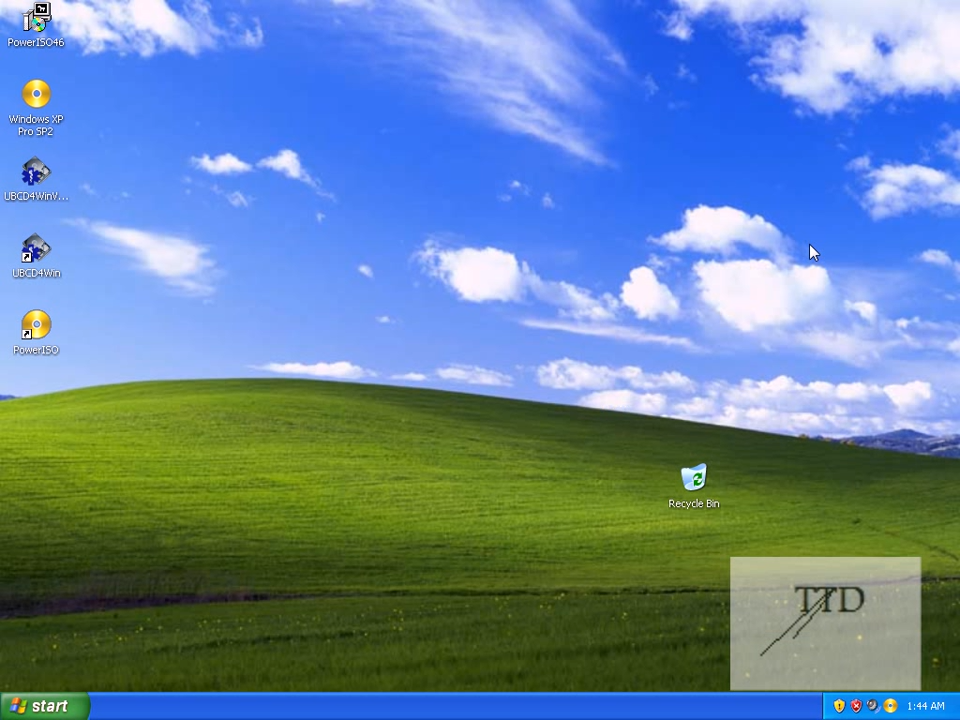 PowerISO46
Windows XP
Pro SP2
UBCD4WinV...
UBCD4Win
PowerISO
Recycle Bin
TTD
start
1:44 AM